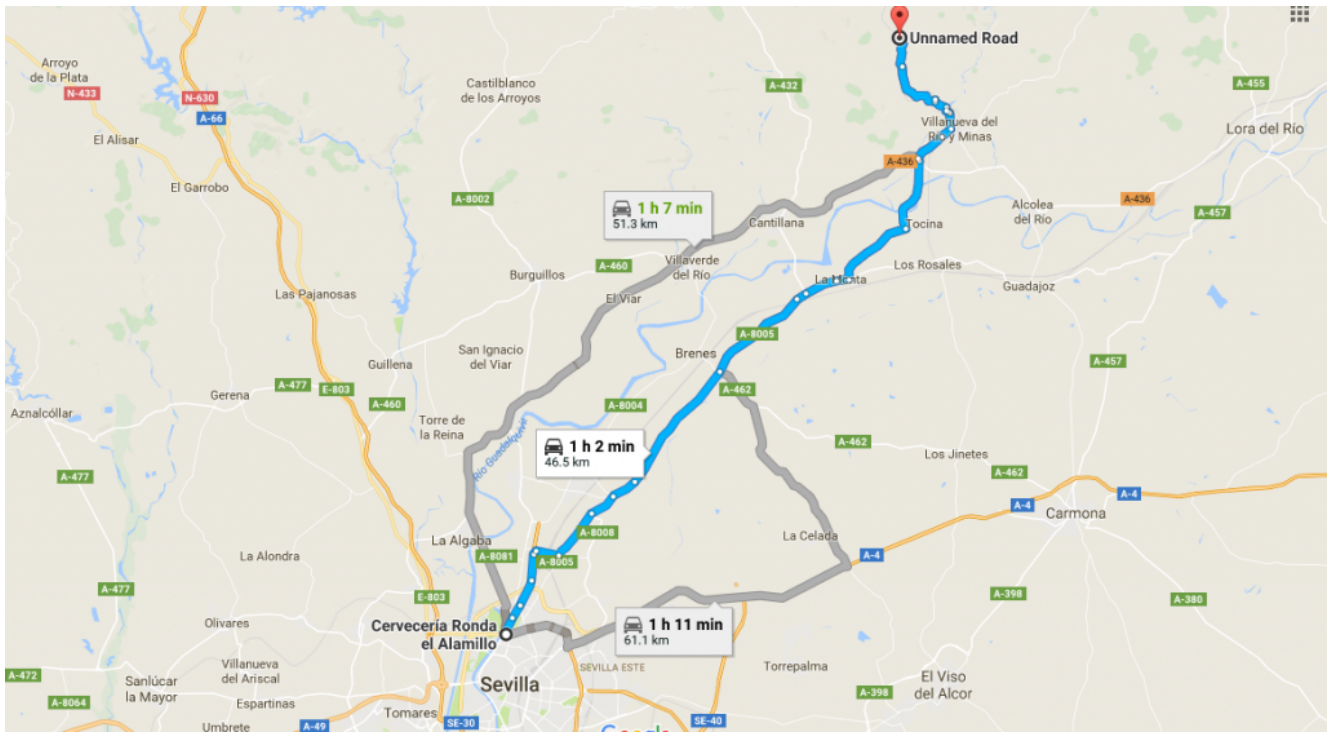 Unnamed Road
Arroyo
de la Plata
N-433
N-630
A-66
Castilblanco
de los Arroyos
A-432
A-455
Villanueva del
Río y Minas
Lora del Río
El Alisar
A-436
El Garrobo
A-8002
1 h 7 min
51.3 km
Alcolea
del Río
A-436
A-457
Cantillana
Tocina
Burguillos
A-460
Villaverde
del Río
Los Rosales
La Monta
Guadajoz
Las Pajanosas
El Viar
A-8005
San Ignacio
del Viar
Brenes
Guillena
A-457
A-477
E-803
A-462
Gerena
A-460
A-8004
Aznalcóllar
Torre de
la Reina
Río Guadalquivir
1 h 2 min
46.5 km
A-462
Los Jinetes
A-462
A-477
A-4
A-4
Carmona
A-8008
La Celada
La Algaba
La Alondra
A-8081
A-8005
A-4
A-477
E-803
A-398
A-380
Olivares
Cervecería Ronda
el Alamillo
1 h 11 min
61.1 km
Villanueva
del Ariscal
SEVILLA ESTE
Torrepalma
A-472
Sanlúcar
la Mayor
Sevilla
El Viso
del Alcor
A-8064
Espartinas
Tomares
A-398
Umbrete
A-49
SE-30
SE-40
Google